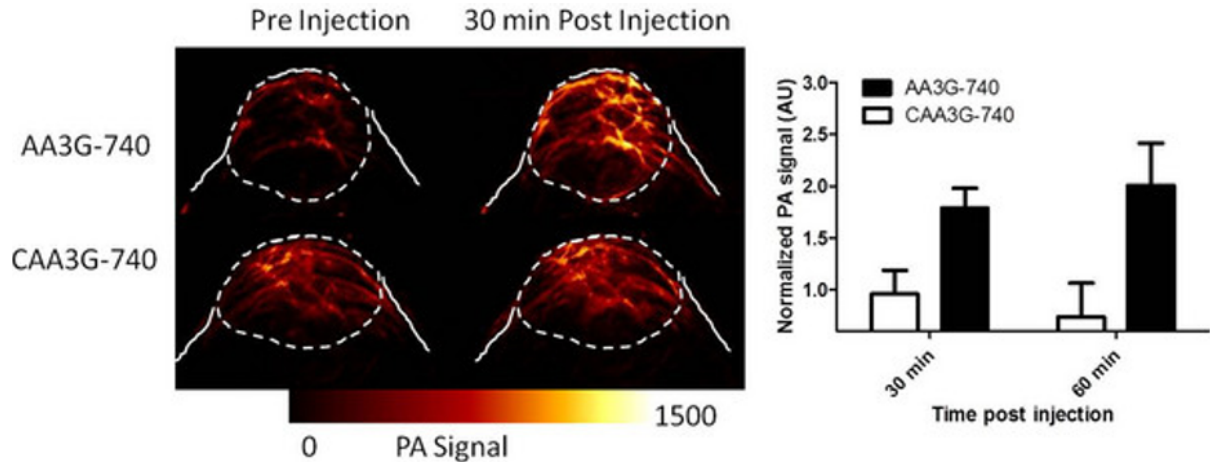 Pre Injection
30 min Post Injection
AA3G-740
CAA3G-740
0
PA Signal
1500
Normalized PA signal (AU)
3.0
2.5
2.0
1.5
1.0
AA3G-740
CAA3G-740
30 min
60 min
Time post injection